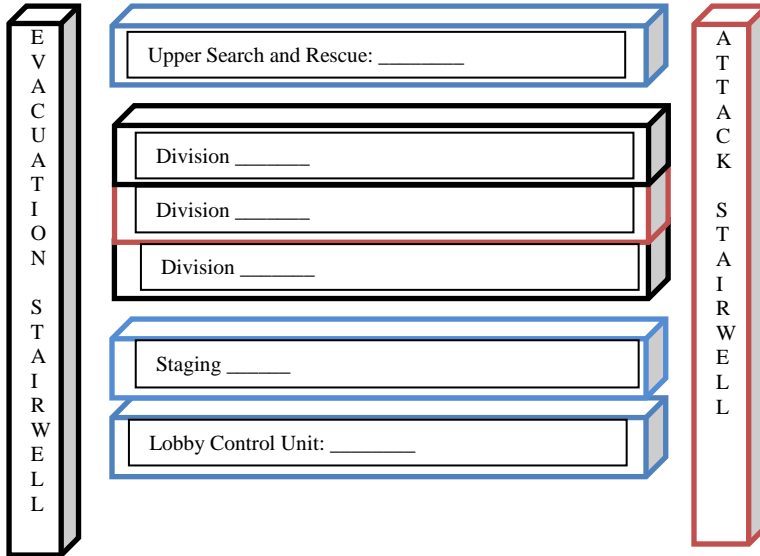 EVACUATION STAIRWELL
Upper Search and Rescue: ________
Division _______
Division _______
Division _______
Staging ______
Lobby Control Unit: ________
ATTACK STAIRWELL